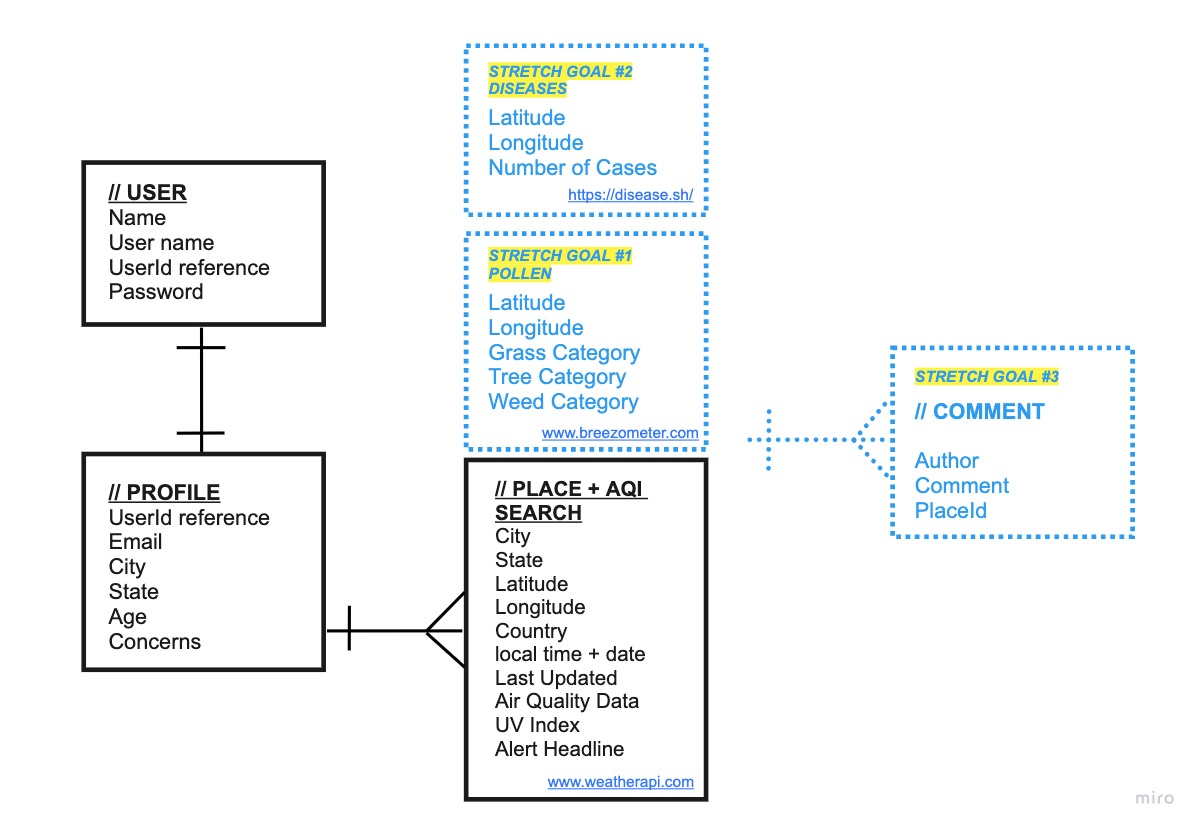 STRETCH GOAL #2
DISEASES
Latitude
Longitude
Number of Cases
https://disease.sh/
// USER
Name
User name
UserId reference
Password
STRETCH GOAL #1
POLLEN
Latitude
Longitude
Grass Category
Tree Category
Weed Category
www.breezometer.com
STRETCH GOAL #3
// COMMENT
Author
Comment
PlaceId
// PROFILE
UserId reference
Email
City
State
Age
Concerns
// PLACE + AQI
SEARCH
City
State
Latitude
Longitude
Country
local time + date
Last Updated
Air Quality Data
UV Index
Alert Headline
www.weatherapi.com
miro